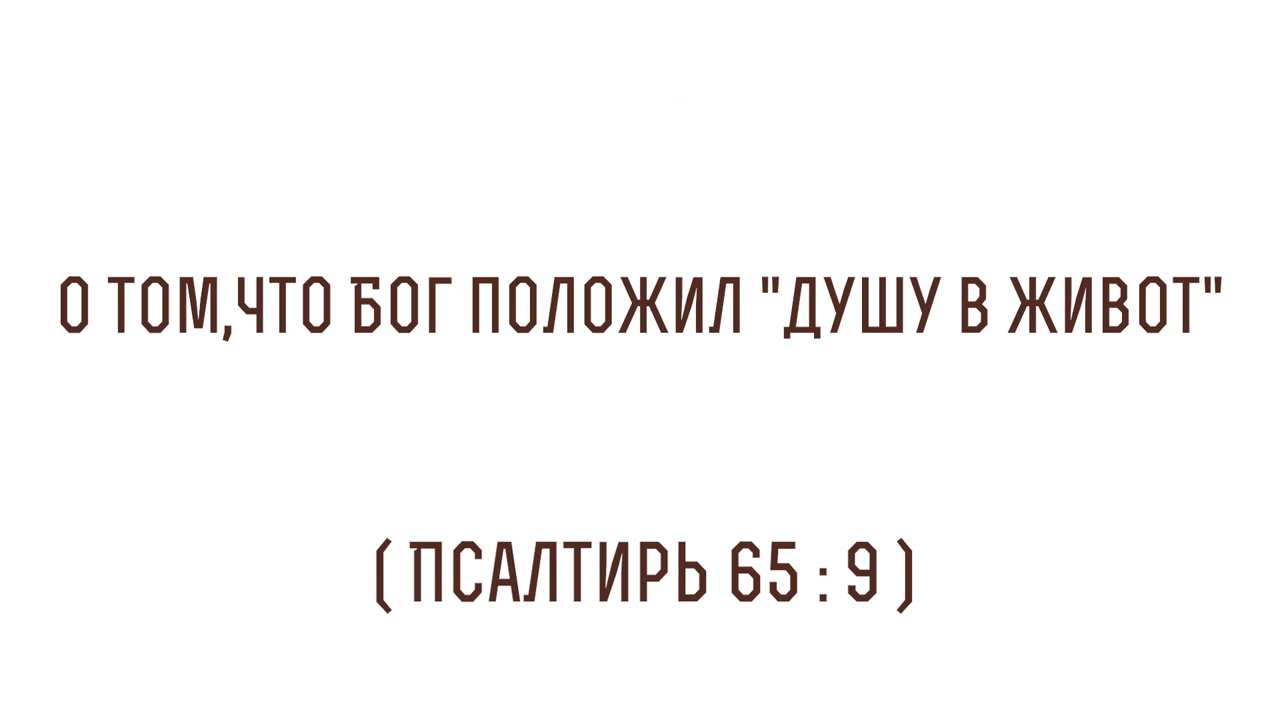 О ТОМ,ЧТО БОГ ПОЛОЖИЛ "ДУШУ В ЖИВОТ"
( ПСАЛТИРЬ 65 : 9 )